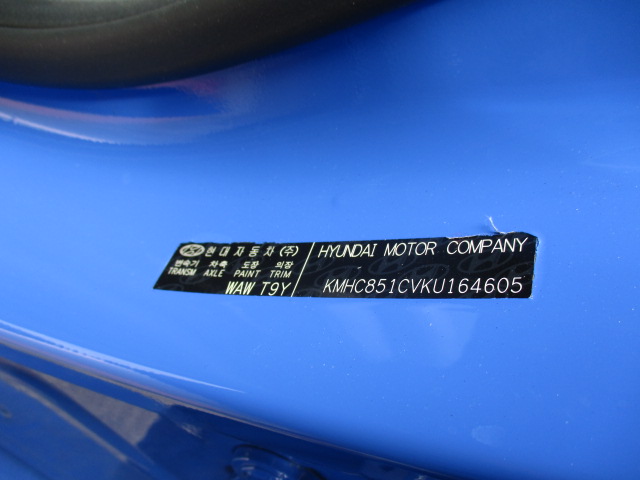 현대자동차(주)
변속기 차축 도장 의장
TRANSM AXLE PAINT TRIM
WAW T9Y
HYUNDAI MOTOR COMPANY
KMHC851CVKU164605